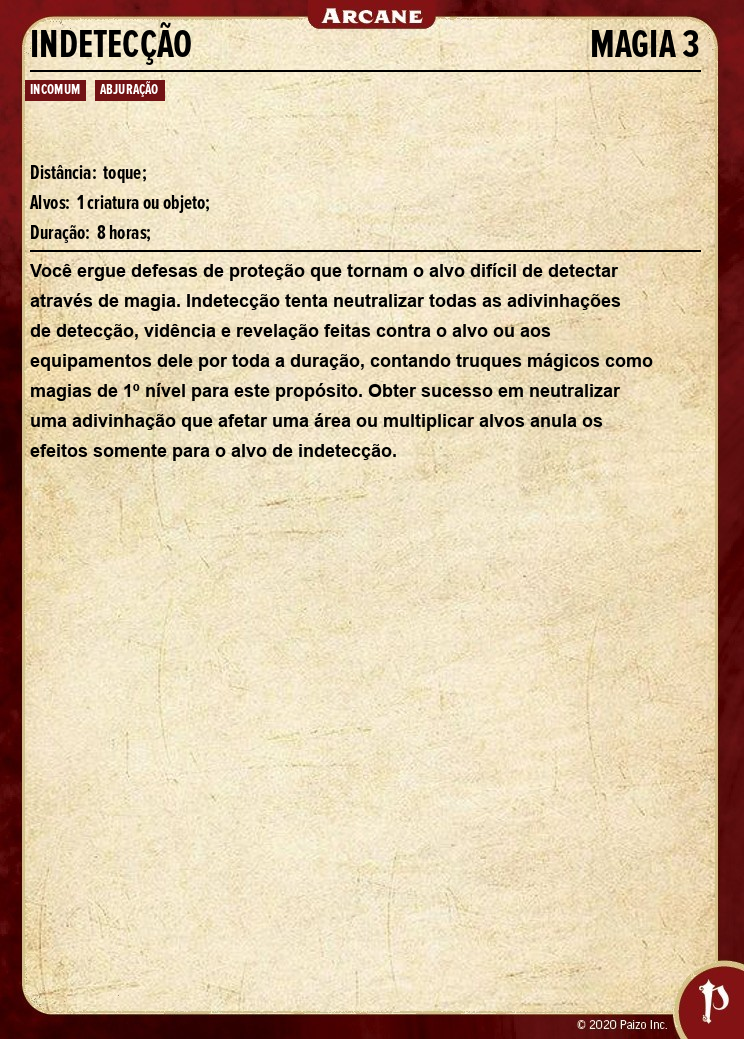 ARCANE
INDETECÇÃO MAGIA 3
INCOMUM ABJURAÇÃO
Distância: toque;
Alvos: 1 criatura ou objeto;
Duração: 8 horas;
Você ergue defesas de proteção que tornam o alvo difícil de detectar
através de magia. Indetecção tenta neutralizar todas as adivinhações
de detecção, vidência e revelação feitas contra o alvo ou aos
equipamentos dele por toda a duração, contando truques mágicos como
magias de 1º nível para este propósito. Obter sucesso em neutralizar
uma adivinhação que afetar uma área ou multiplicar alvos anula os
efeitos somente para o alvo de indetecção.
© 2020 Paizo Inc.
P